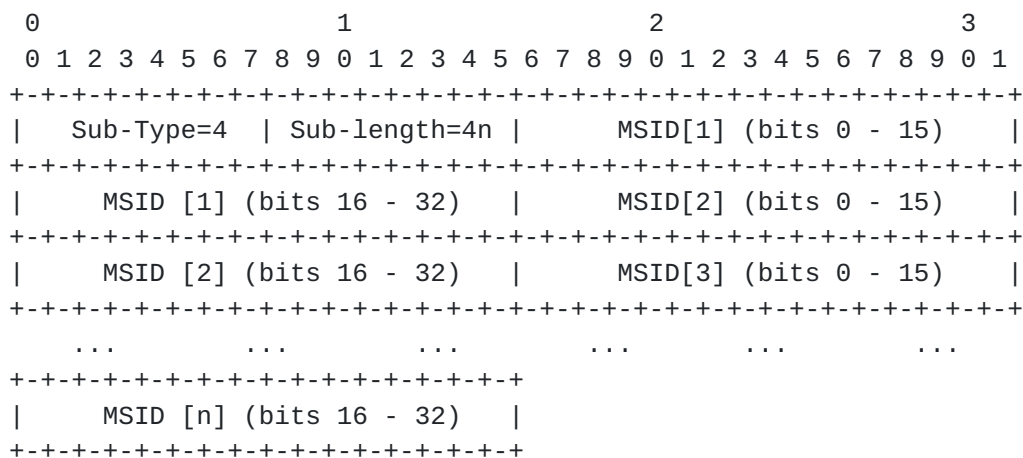 0                   1                   2                   3
 0 1 2 3 4 5 6 7 8 9 0 1 2 3 4 5 6 7 8 9 0 1 2 3 4 5 6 7 8 9 0 1
+-+-+-+-+-+-+-+-+-+-+-+-+-+-+-+-+-+-+-+-+-+-+-+-+-+-+-+-+-+-+-+-+
|   Sub-Type=4  | Sub-length=4n |      MSID[1] (bits 0 - 15)    |
+-+-+-+-+-+-+-+-+-+-+-+-+-+-+-+-+-+-+-+-+-+-+-+-+-+-+-+-+-+-+-+-+
|     MSID [1] (bits 16 - 32)   |      MSID[2] (bits 0 - 15)    |
+-+-+-+-+-+-+-+-+-+-+-+-+-+-+-+-+-+-+-+-+-+-+-+-+-+-+-+-+-+-+-+-+
|     MSID [2] (bits 16 - 32)   |      MSID[3] (bits 0 - 15)    |
+-+-+-+-+-+-+-+-+-+-+-+-+-+-+-+-+-+-+-+-+-+-+-+-+-+-+-+-+-+-+-+-+
    ...        ...        ...        ...       ...        ...
+-+-+-+-+-+-+-+-+-+-+-+-+-+-+-+-+
|     MSID [n] (bits 16 - 32)   |
+-+-+-+-+-+-+-+-+-+-+-+-+-+-+-+-+